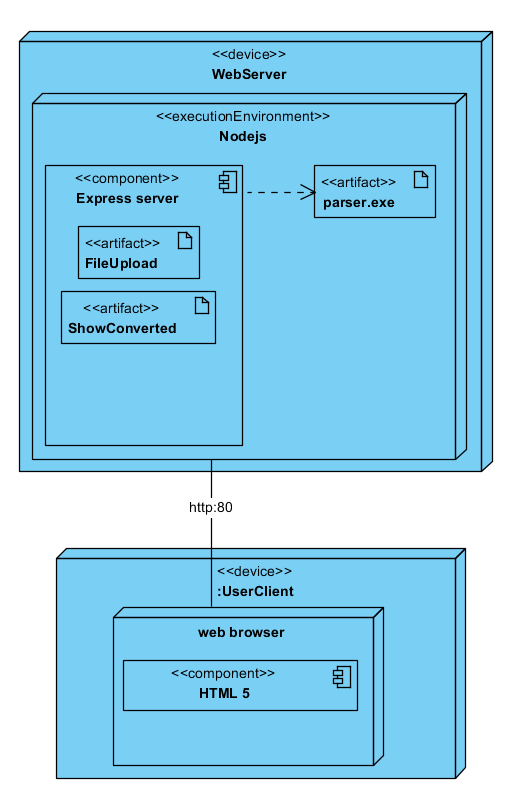 <<device>>
WebServer
<<executionEnvironment>>
Nodejs
<<component>>
Express server
<<artifact>>
parser.exe
<<artifact>>
FileUpload
<<artifact>>
ShowConverted
http:80
<<device>>
:UserClient
web browser
<<component>>
HTML 5